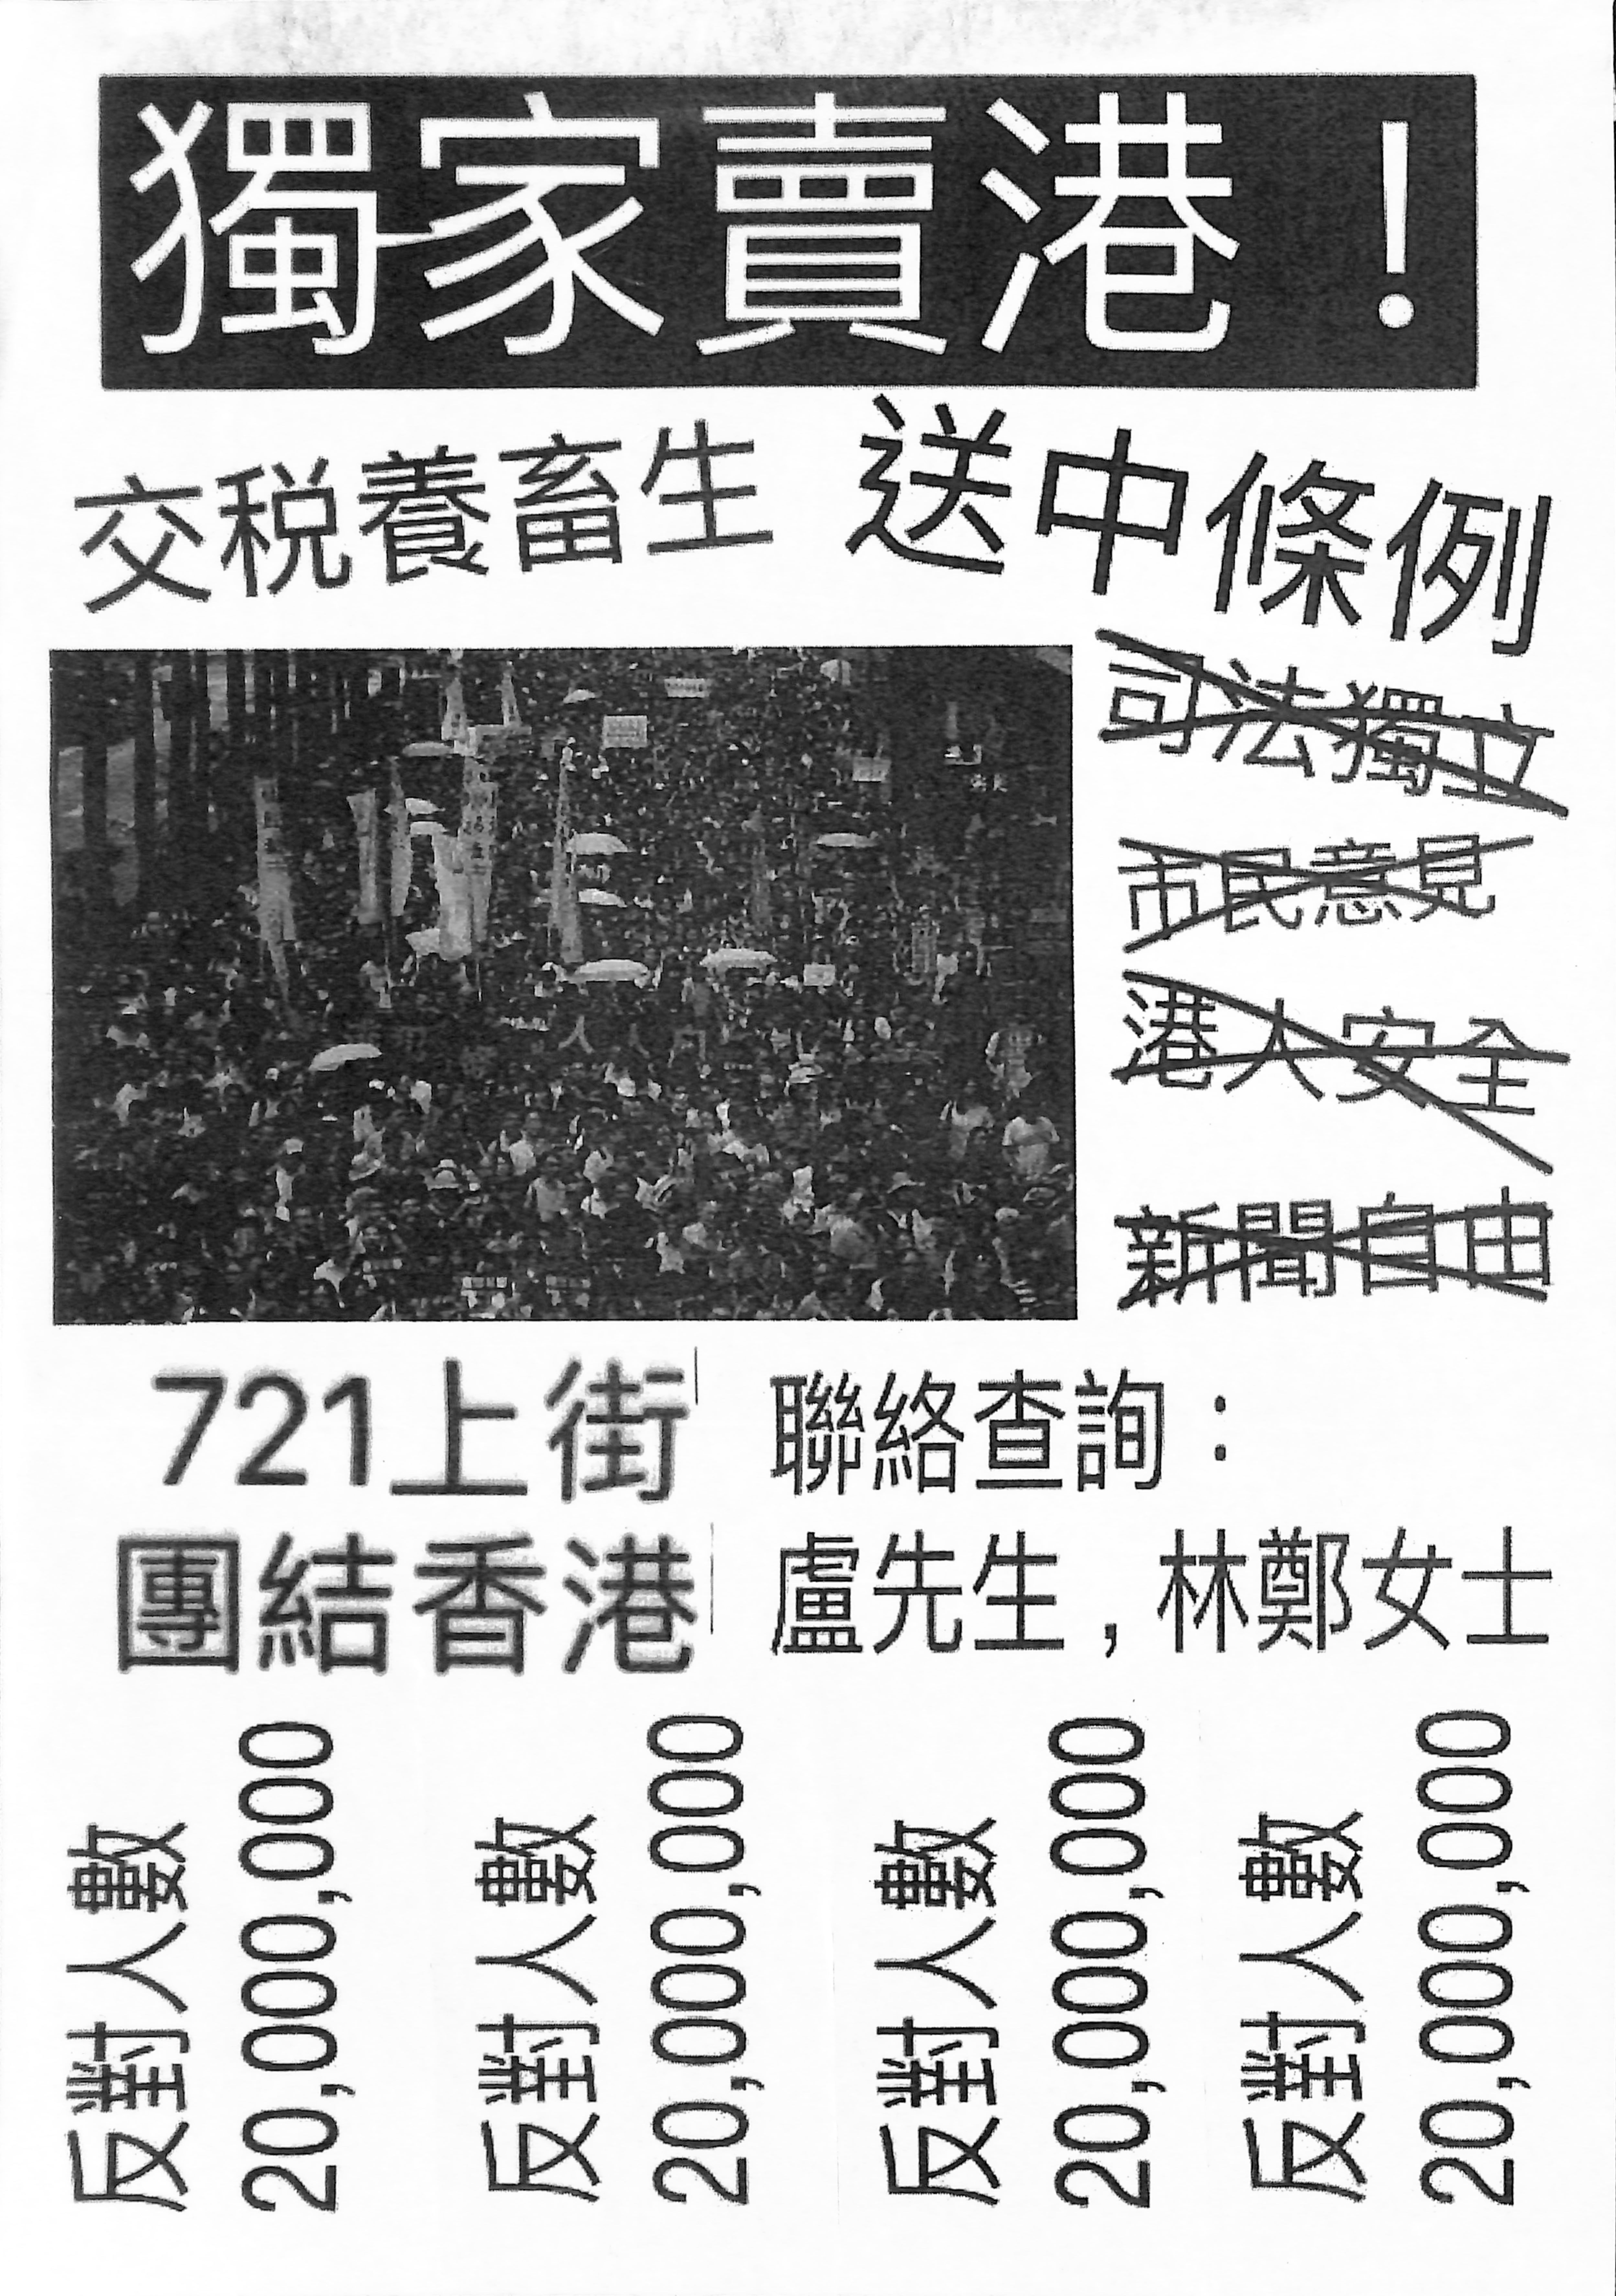 獨家賣港！
交税養畜生
送中條例
司法獨立
市民意見
港人安全
新聞自由
721上街
團結香港
聯絡查詢：
盧先生，林鄭女士
反對人數
20,000,000
反對人數
20,000,000
反對人數
20,000,000
反對人數
20,000,000